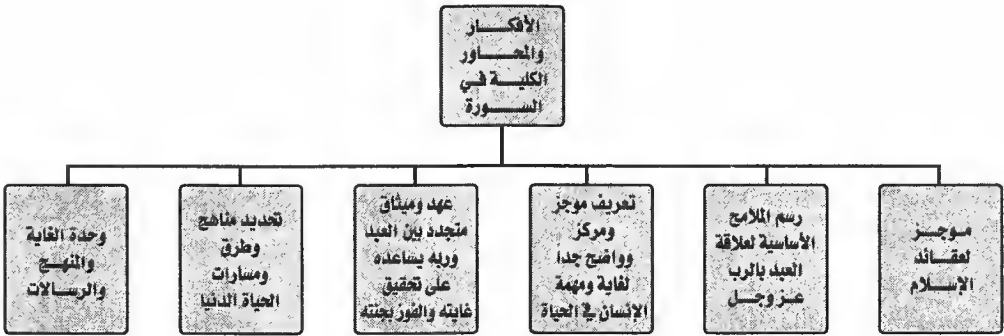 الأفكار
والمحاور
الكلية في
السورة
موجز
لعقائد
الإسلام
رسم الملامح
الأساسية لعلاقة
العبد بالرب
عز وجل
تعريف موجز
ومركز
وواضح جدا
لغاية ومهمة
الإنسان في الحياة
عهد وميثاق
متجدد بين العبد
وربه يساعده
على تحقيق
غايته والفوز بجنته
تحديد مناهج
وطرق
ومسارات
الحياة الدنيا
وحدة الغاية
والمنهج
والرسالات